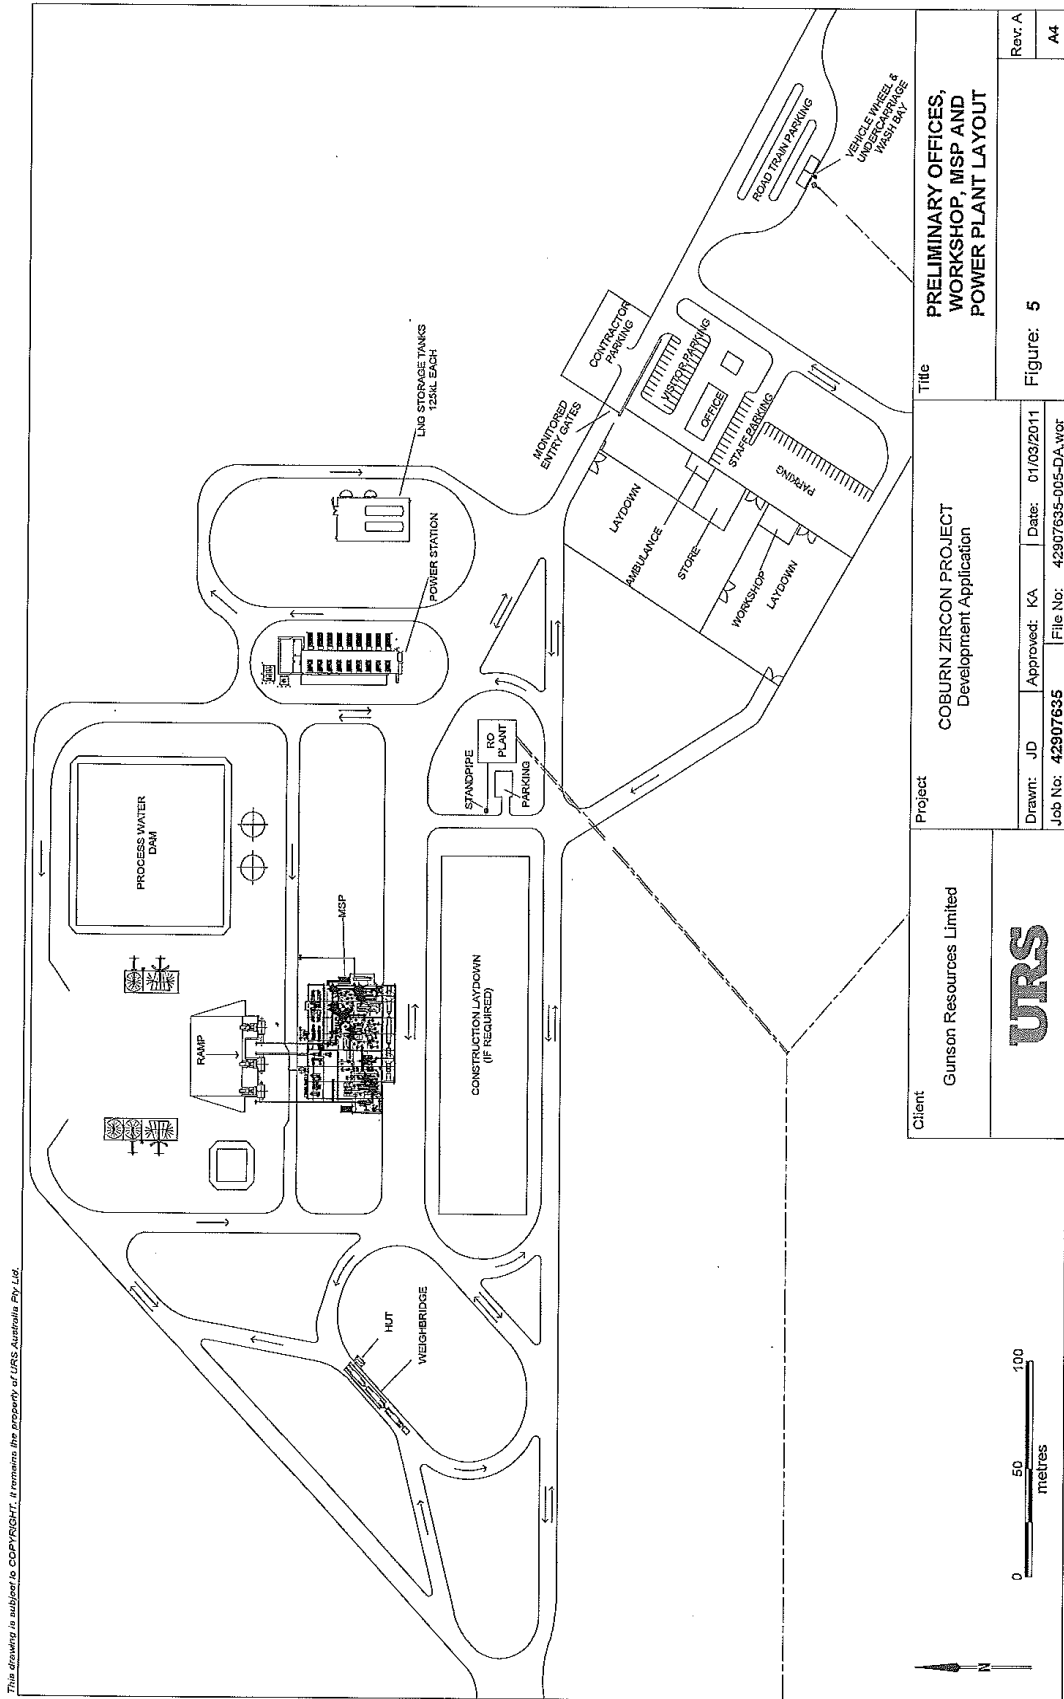 This drawing is subject to COPYRIGHT. It remains the property of URS Australia Pty Ltd.
PROCESS WATER
DAM
RAMP
MSP
LNG STORAGE TANKS
125kL EACH
POWER STATION
HUT
WEIGHBRIDGE
CONSTRUCTION LAYDOWN
(IF REQUIRED)
STANDPIPE
RO
PLANT
PARKING
MONITORED
ENTRY GATES
CONTRACTOR
PARKING
LAYDOWN
AMBULANCE
STORE
WORKSHOP
LAYDOWN
VISITOR PARKING
OFFICE
STAFF PARKING
PARKING
ROAD TRAIN PARKING
VEHICLE WHEEL &
UNDERCARRIAGE
WASH BAY
N
0 50 100
metres
Client
Gunson Resources Limited
URS
Project
COBURN ZIRCON PROJECT
Development Application
Drawn: JD
Approved: KA
Date: 01/03/2011
Job No: 42907635
File No: 42907635-005-DA.wor
Title
PRELIMINARY OFFICES,
WORKSHOP, MSP AND
POWER PLANT LAYOUT
Figure: 5
Rev: A
A4